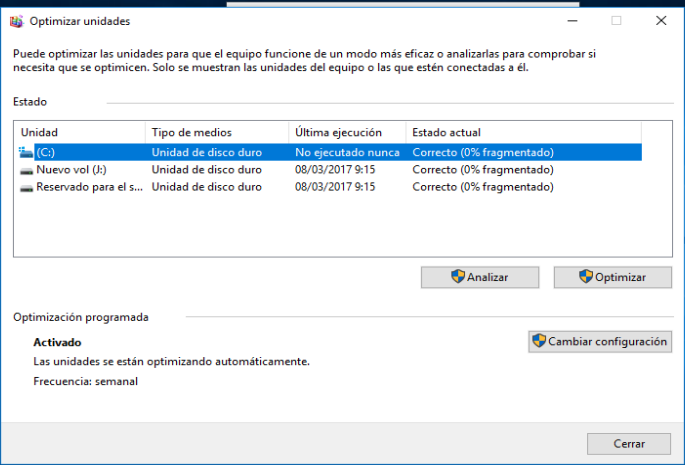 Optimizar unidades
Puede optimizar las unidades para que el equipo funcione de un modo más eficaz o analizarlas para comprobar si
necesita que se optimicen. Solo se muestran las unidades del equipo o las que estén conectadas a él.
Estado
Unidad Tipo de medios Última ejecución Estado actual
(C:) Unidad de disco duro No ejecutado nunca Correcto (0% fragmentado)
Nuevo vol (J:) Unidad de disco duro 08/03/2017 9:15 Correcto (0% fragmentado)
Reservado para el s... Unidad de disco duro 08/03/2017 9:15 Correcto (0% fragmentado)
Analizar Optimizar
Optimización programada
Activado Cambiar configuración
Las unidades se están optimizando automáticamente.
Frecuencia: semanal
Cerrar